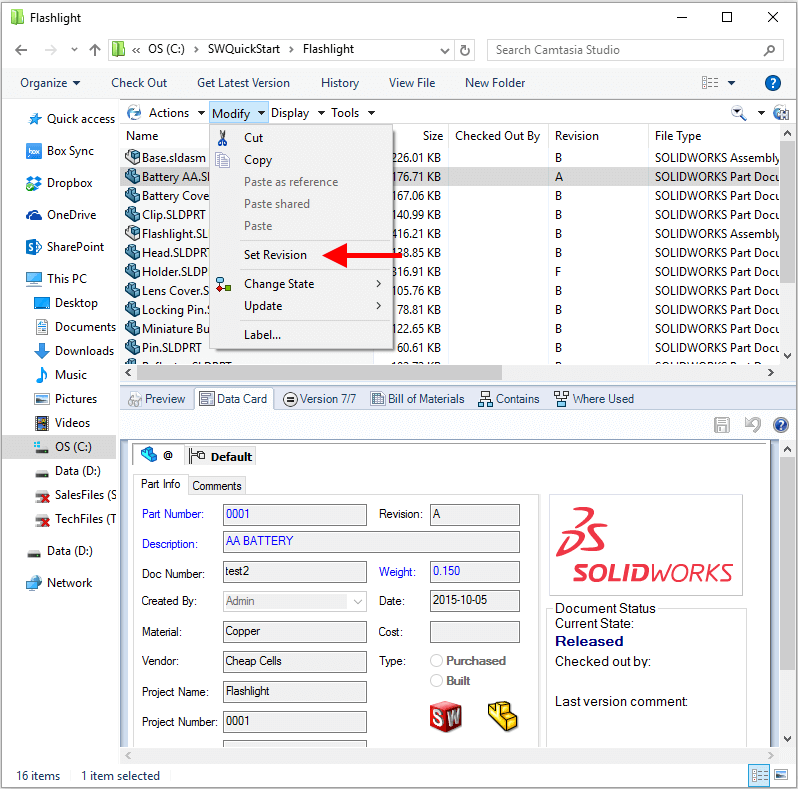 Flashlight
« OS (C:) > SWQuickStart > Flashlight
Search Camtasia Studio
Organize Check Out Get Latest Version History View File New Folder
Quick access
Box Sync
Dropbox
OneDrive
SharePoint
This PC
Desktop
Documents
Downloads
Music
Pictures
Videos
OS (C:)
Data (D:)
SalesFiles (S
TechFiles (T
Data (D:)
Network
Actions Modify Display Tools
Name Size Checked Out By Revision File Type
Base.sldasm 226.01 KB B SOLIDWORKS Assembly
Battery AA.SL 176.71 KB A SOLIDWORKS Part Docu
Battery Cove 167.06 KB B SOLIDWORKS Part Docu
Clip.SLDPRT 140.99 KB B SOLIDWORKS Part Docu
Flashlight.SL 416.21 KB B SOLIDWORKS Assembly
Head.SLDPRT 38.85 KB B SOLIDWORKS Part Docu
Holder.SLDPR 316.91 KB F SOLIDWORKS Part Docu
Lens Cover.SL 105.76 KB B SOLIDWORKS Part Docu
Locking Pin.S 78.81 KB B SOLIDWORKS Part Docu
Miniature Bu 122.65 KB B SOLIDWORKS Part Docu
Pin.SLDPRT 60.61 KB B SOLIDWORKS Part Docu
Cut
Copy
Paste as reference
Paste shared
Paste
Set Revision
Change State
Update
Label...
Preview Data Card Version 7/7 Bill of Materials Contains Where Used
@ Default
Part Info Comments
Part Number: 0001 Revision: A
Description: AA BATTERY
Doc Number: test2 Weight: 0.150
Created By: Admin Date: 2015-10-05
Material: Copper Cost:
Vendor: Cheap Cells Type: Purchased
Built
Project Name: Flashlight
Project Number: 0001
SW
SOLIDWORKS
Document Status
Current State:
Released
Checked out by:
Last version comment:
16 items 1 item selected